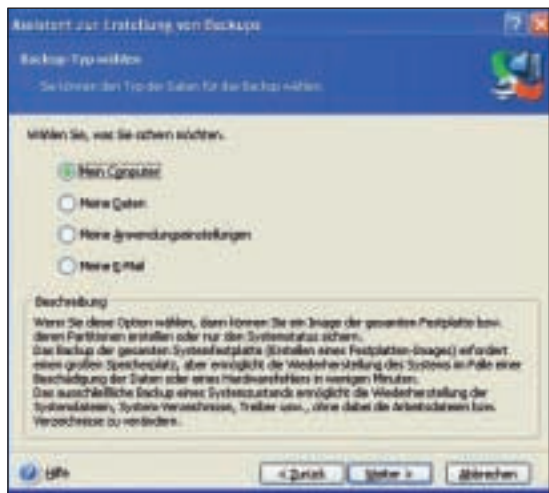 Assistent zur Erstellung von Backups
Backup-Typ wählen
Sie können den Typ der Daten für das Backup wählen.
Wählen Sie, was Sie sichern möchten.
Mein Computer
Meine Daten
Meine Anwendungseinstellungen
Meine E-Mail
Beschreibung
Wenn Sie diese Option wählen, dann können Sie ein Image der gesamten Festplatte bzw.
deren Partitionen erstellen oder nur den Systemstatus sichern.
Das Backup der gesamten Systemfestplatte (Erstellen eines Festplatten-Images) erfordert
einen großen Speicherplatz, aber ermöglicht die Wiederherstellung des Systems im Falle einer
Beschädigung der Daten oder eines Hardwarefehlers in wenigen Minuten.
Das ausschließliche Backup eines Systemzustands ermöglicht die Wiederherstellung der
Systemdateien, System-Verzeichnisse, Treiber usw., ohne dabei die Arbeitsdateien bzw.
Verzeichnisse zu verändern.
Hilfe
< Zurück
Weiter >
Abbrechen